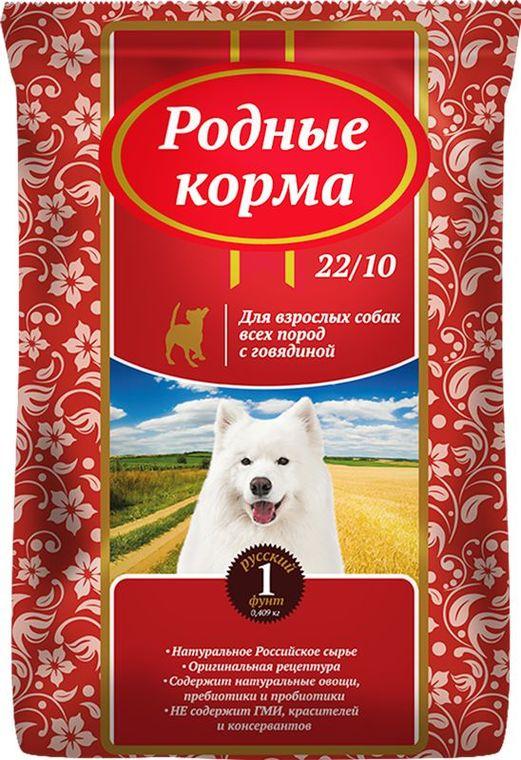 Родные
корма
22/10
Для взрослых собак
всех пород
с говядиной
русский
1
фунт
0,409 кг
• Натуральное Российское сырье
• Оригинальная рецептура
• Содержит натуральные овощи,
пребиотики и пробиотики
• НЕ содержит ГМИ, красителей
и консервантов